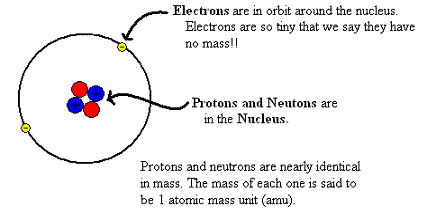 Electrons are in orbit around the nucleus.
Electrons are so tiny that we say they have
no mass!!
Protons and Neutons are
in the Nucleus.
Protons and neutrons are nearly identical
in mass. The mass of each one is said to
be 1 atomic mass unit (amu).